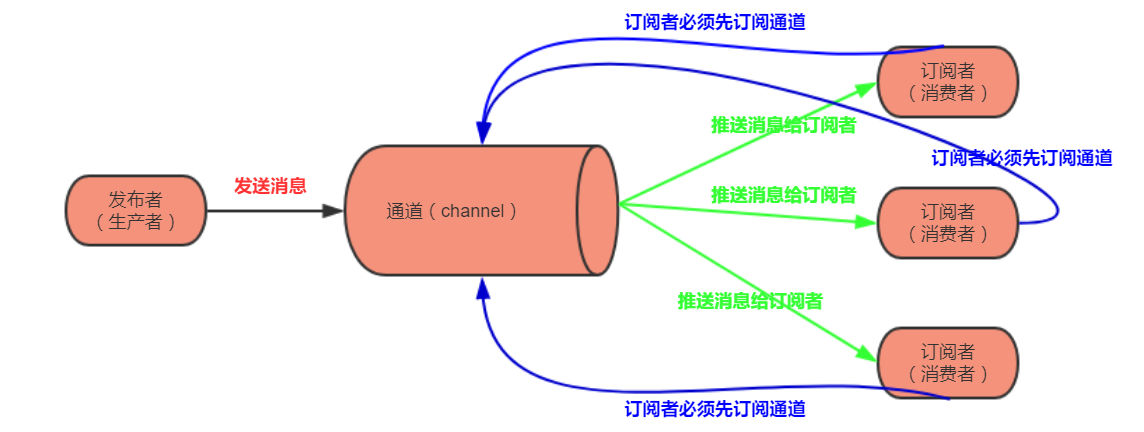 订阅者必须先订阅通道
订阅者
（消费者）
推送消息给订阅者
订阅者必须先订阅通道
发送消息
发布者
（生产者）
通道（channel）
推送消息给订阅者
订阅者
（消费者）
推送消息给订阅者
订阅者
（消费者）
订阅者必须先订阅通道